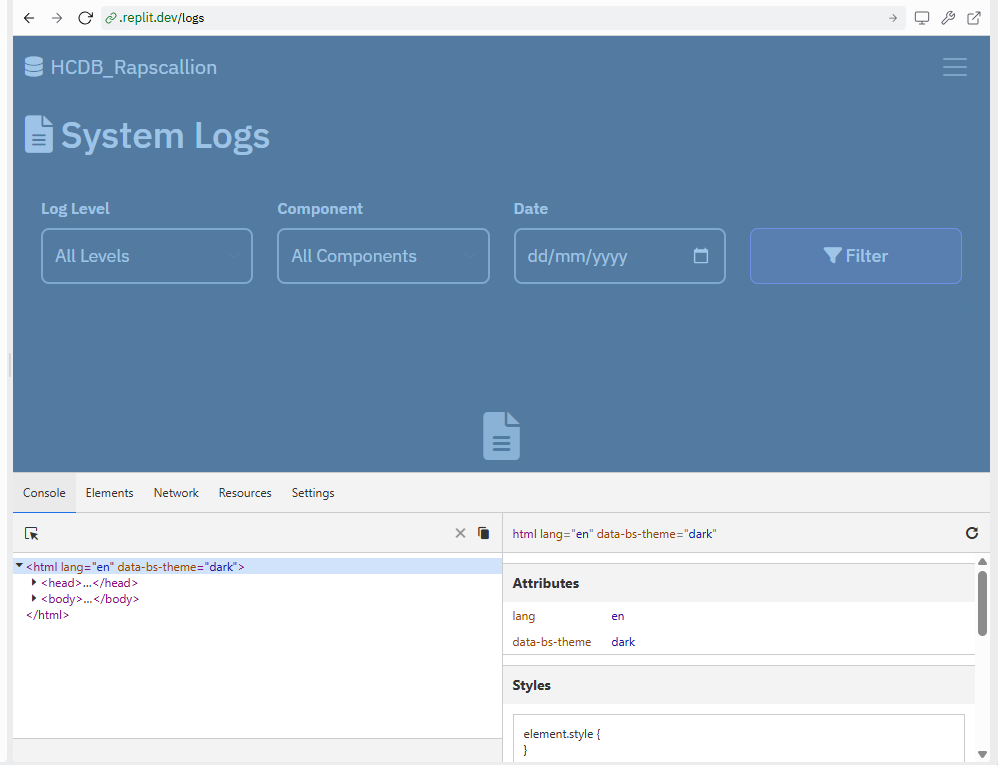 .replit.dev/logs
HCDB_Rapscallion
System Logs
Log Level Component Date
All Levels All Components dd/mm/yyyy Filter
Console Elements Network Resources Settings
html lang="en" data-bs-theme="dark"
<html lang="en" data-bs-theme="dark">
<head>…</head>
<body>…</body>
</html>
Attributes
lang en
data-bs-theme dark
Styles
element.style {
}